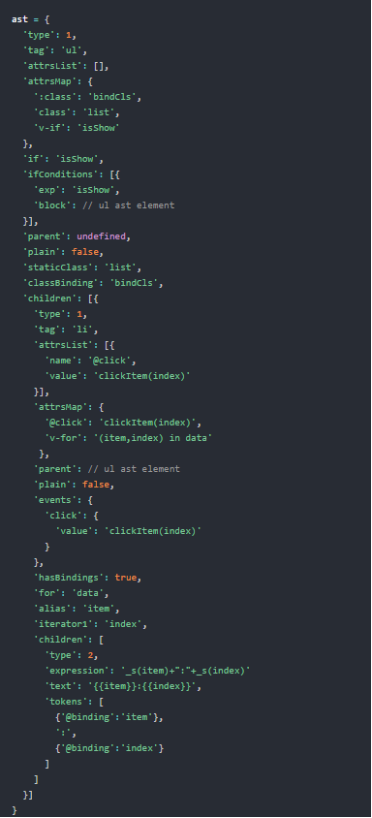 ast = {
  'type': 1,
  'tag': 'ul',
  'attrsList': [],
  'attrsMap': {
    ':class': 'bindCls',
    'class': 'list',
    'v-if': 'isShow'
  },
  'if': 'isShow',
  'ifConditions': [{
    'exp': 'isShow',
    'block': // ul ast element
  }],
  'parent': undefined,
  'plain': false,
  'staticClass': 'list',
  'classBinding': 'bindCls',
  'children': [{
    'type': 1,
    'tag': 'li',
    'attrsList': [{
      'name': '@click',
      'value': 'clickItem(index)'
    }],
    'attrsMap': {
      '@click': 'clickItem(index)',
      'v-for': '(item,index) in data'
     },
    'parent': // ul ast element
    'plain': false,
    'events': {
      'click': {
        'value': 'clickItem(index)'
      }
    },
    'hasBindings': true,
    'for': 'data',
    'alias': 'item',
    'iterator1': 'index',
    'children': [
      'type': 2,
      'expression': '_s(item)+":"+_s(index)'
      'text': '{{item}}:{{index}}',
      'tokens': [
        {'@binding':'item'},
        ':',
        {'@binding':'index'}
      ]
    ]
  }]
}